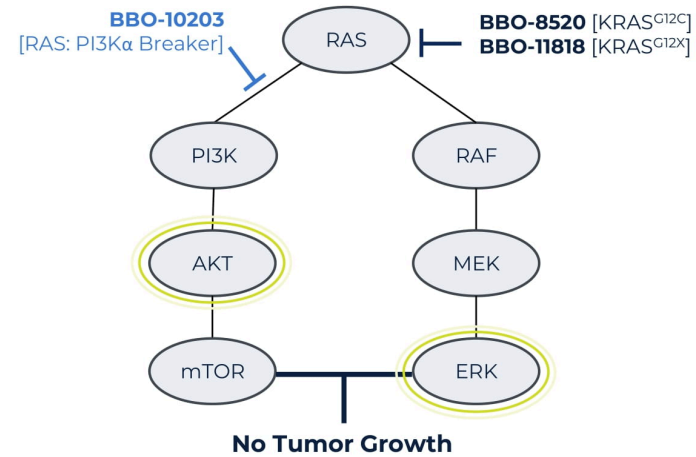 BBO-10203
[RAS: PI3Kα Breaker]
RAS
BBO-8520 [KRASᴳ¹²ᶜ]
BBO-11818 [KRASᴳ¹²ˣ]
PI3K
RAF
AKT
MEK
mTOR
ERK
No Tumor Growth